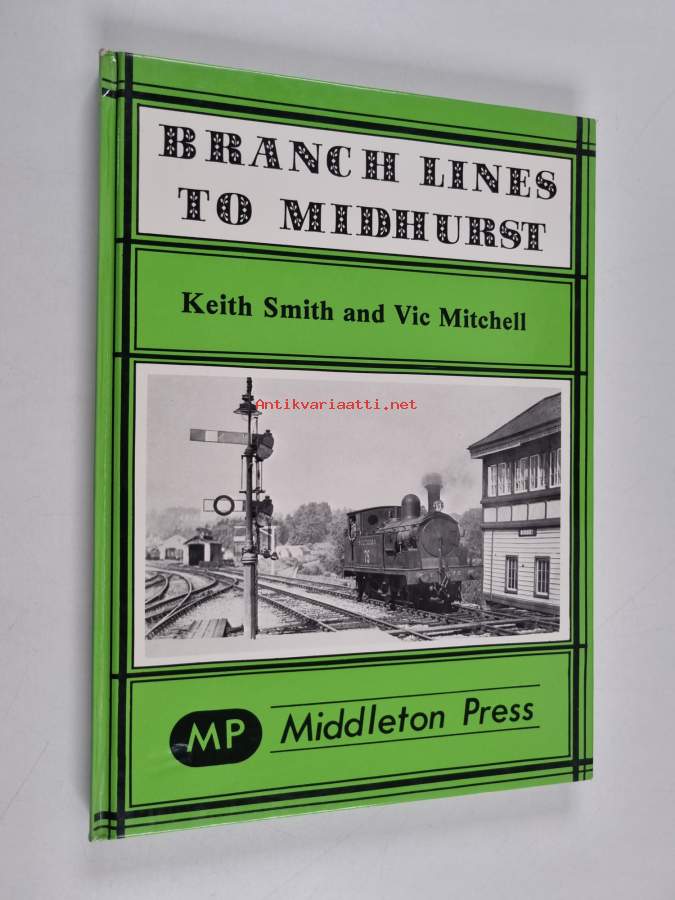 BRANCH LINES
TO MIDHURST
Keith Smith and Vic Mitchell
Antikvariaatti.net
MP Middleton Press